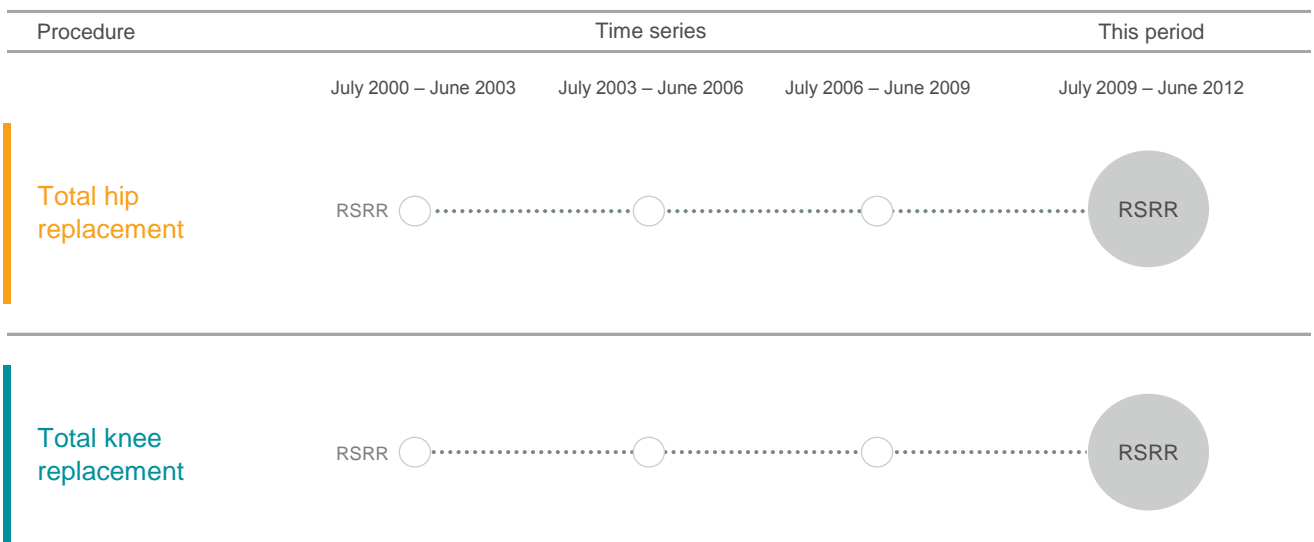 Procedure
Time series
This period
July 2000 – June 2003
July 2003 – June 2006
July 2006 – June 2009
July 2009 – June 2012
Total hip
replacement
RSRR
RSRR
Total knee
replacement
RSRR
RSRR